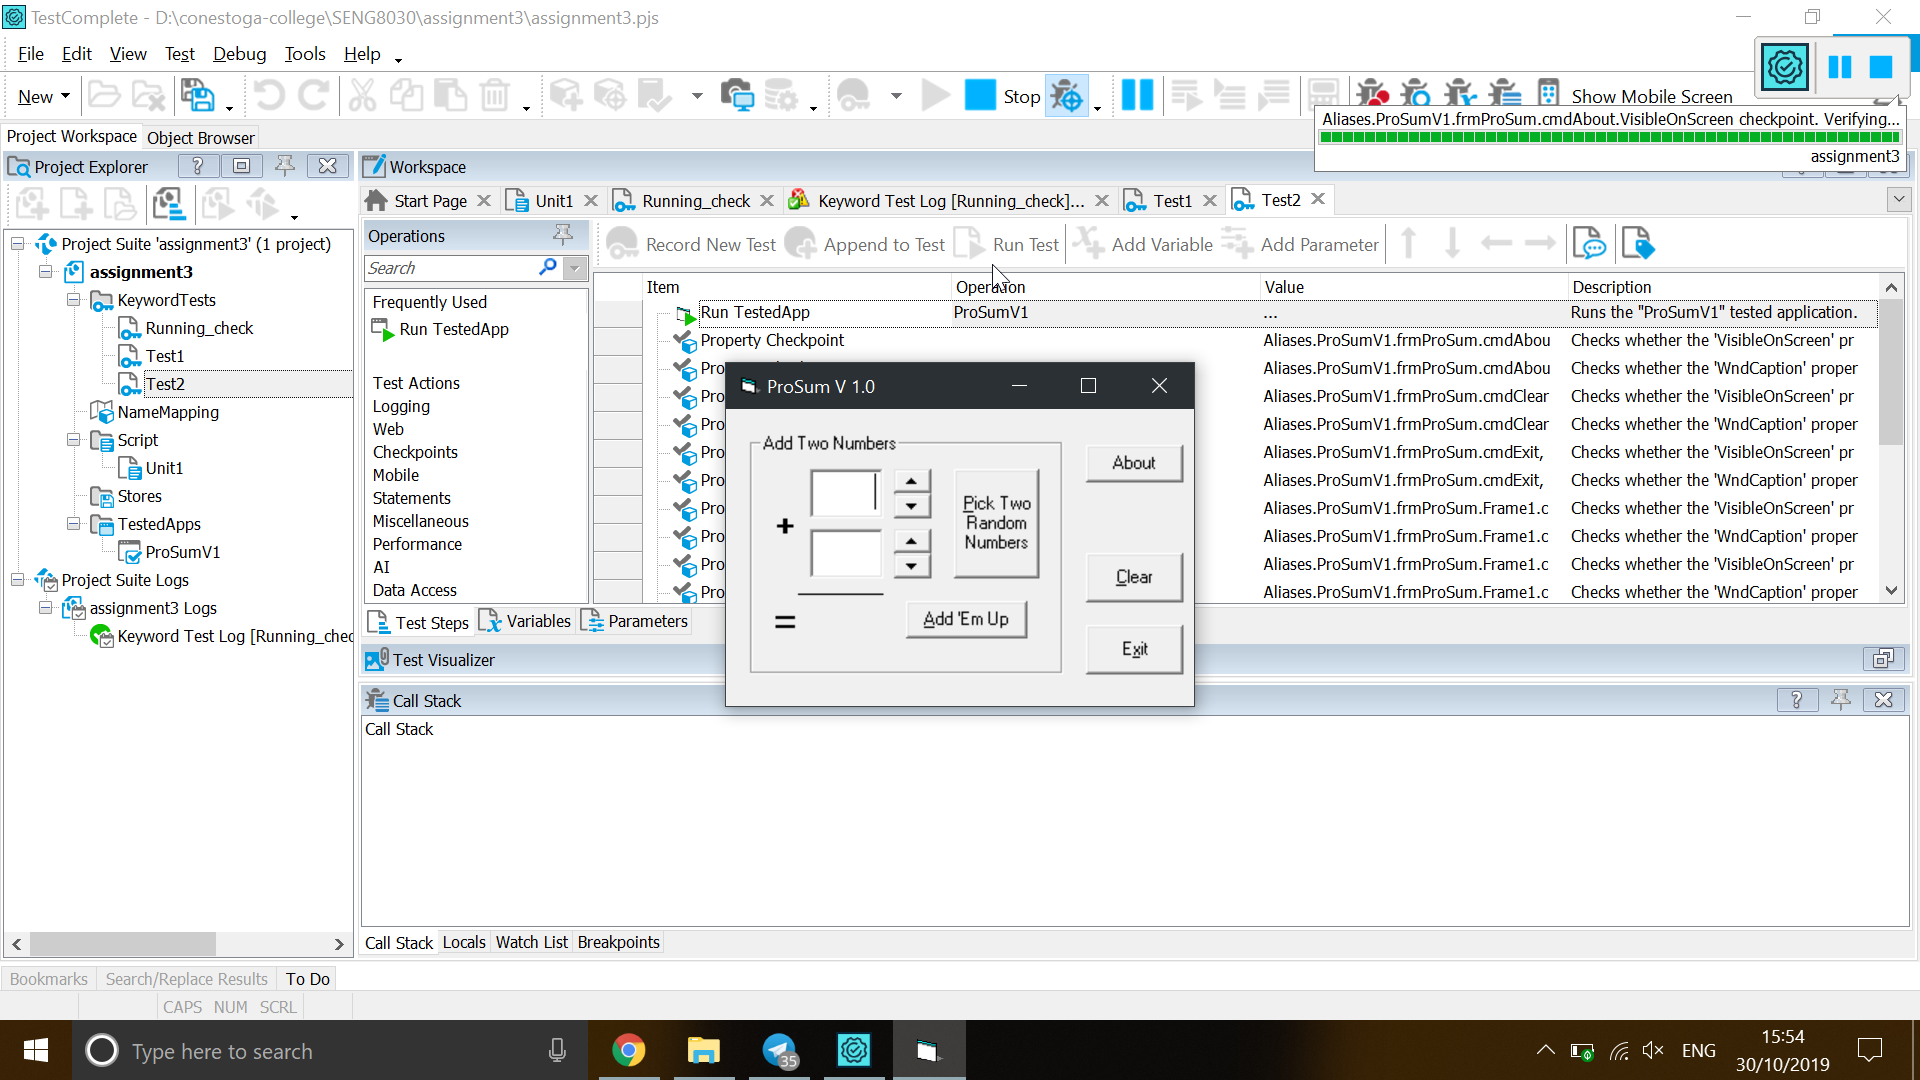 TestComplete - D:\conestoga-college\SENG8030\assignment3\assignment3.pjs
File Edit View Test Debug Tools Help
New Stop Show Mobile Screen
Aliases.ProSumV1.frmProSum.cmdAbout.VisibleOnScreen checkpoint. Verifying...
assignment3
Project Workspace Object Browser
Project Explorer
Workspace
Start Page Unit1 Running_check Keyword Test Log [Running_check]... Test1 Test2
Operations
Search
Record New Test Append to Test Run Test Add Variable Add Parameter
Frequently Used
Run TestedApp
Test Actions
Logging
Web
Checkpoints
Mobile
Statements
Miscellaneous
Performance
AI
Data Access
Project Suite 'assignment3' (1 project)
assignment3
KeywordTests
Running_check
Test1
Test2
NameMapping
Script
Unit1
Stores
TestedApps
ProSumV1
Project Suite Logs
assignment3 Logs
Keyword Test Log [Running_chec
Item Operation Value Description
Run TestedApp ProSumV1 ... Runs the "ProSumV1" tested application.
Property Checkpoint Aliases.ProSumV1.frmProSum.cmdAbou Checks whether the 'VisibleOnScreen' pr
Pro Aliases.ProSumV1.frmProSum.cmdAbou Checks whether the 'WndCaption' proper
Pro Aliases.ProSumV1.frmProSum.cmdClear Checks whether the 'VisibleOnScreen' pr
Pro Aliases.ProSumV1.frmProSum.cmdClear Checks whether the 'WndCaption' proper
Pro Aliases.ProSumV1.frmProSum.cmdExit, Checks whether the 'VisibleOnScreen' pr
Pro Aliases.ProSumV1.frmProSum.cmdExit, Checks whether the 'WndCaption' proper
Pro Aliases.ProSumV1.frmProSum.Frame1.c Checks whether the 'VisibleOnScreen' pr
Pro Aliases.ProSumV1.frmProSum.Frame1.c Checks whether the 'WndCaption' proper
Pro Aliases.ProSumV1.frmProSum.Frame1.c Checks whether the 'VisibleOnScreen' pr
Pro Aliases.ProSumV1.frmProSum.Frame1.c Checks whether the 'WndCaption' proper
ProSum V 1.0
Add Two Numbers
+
=
Pick Two
Random
Numbers
Add 'Em Up
About
Clear
Exit
Test Steps Variables Parameters
Test Visualizer
Call Stack
Call Stack
Call Stack Locals Watch List Breakpoints
Bookmarks Search/Replace Results To Do
CAPS NUM SCRL
Type here to search
35
ENG
15:54
30/10/2019